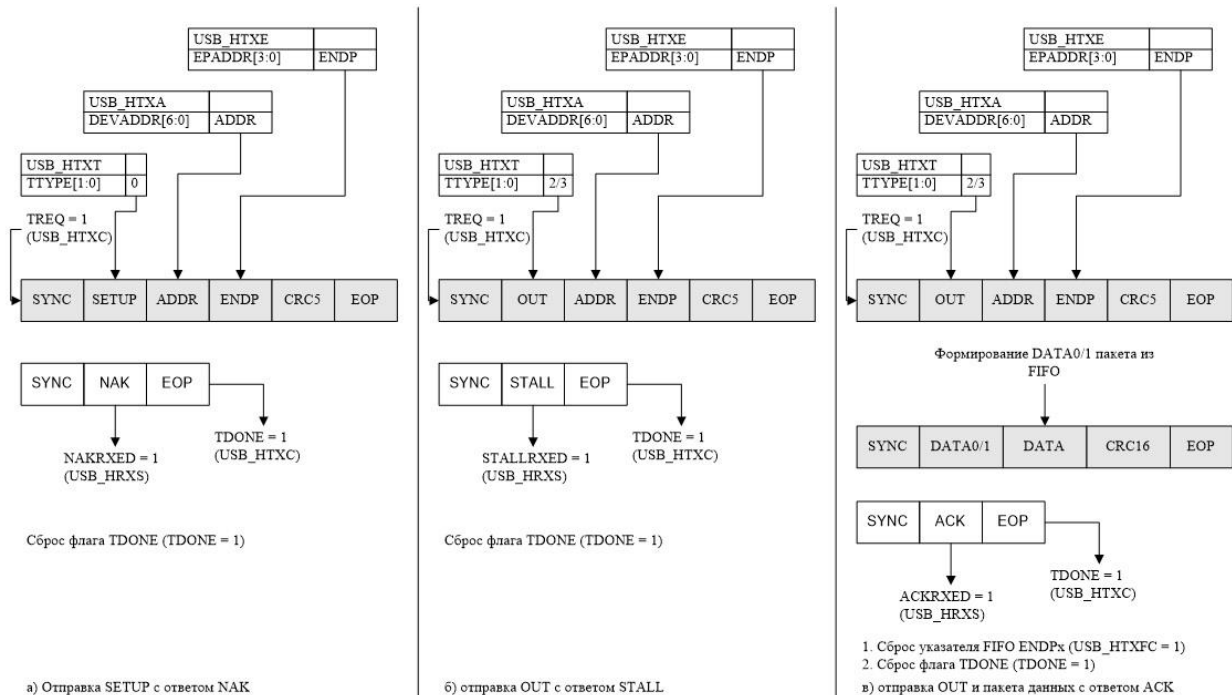 USB_HTXE
EPADDR[3:0] ENDP
USB_HTXA
DEVADDR[6:0] ADDR
USB_HTXT
TTYPE[1:0] 0
TREQ = 1
(USB_HTXC)
SYNC SETUP ADDR ENDP CRC5 EOP
SYNC NAK EOP
NAKRXED = 1
(USB_HRXS)
TDONE = 1
(USB_HTXC)
Сброс флага TDONE (TDONE = 1)
а) Отправка SETUP с ответом NAK
USB_HTXE
EPADDR[3:0] ENDP
USB_HTXA
DEVADDR[6:0] ADDR
USB_HTXT
TTYPE[1:0] 2/3
TREQ = 1
(USB_HTXC)
SYNC OUT ADDR ENDP CRC5 EOP
SYNC STALL EOP
STALLRXED = 1
(USB_HRXS)
TDONE = 1
(USB_HTXC)
Сброс флага TDONE (TDONE = 1)
б) отправка OUT с ответом STALL
USB_HTXE
EPADDR[3:0] ENDP
USB_HTXA
DEVADDR[6:0] ADDR
USB_HTXT
TTYPE[1:0] 2/3
TREQ = 1
(USB_HTXC)
SYNC OUT ADDR ENDP CRC5 EOP
Формирование DATA0/1 пакета из
FIFO
SYNC DATA0/1 DATA CRC16 EOP
SYNC ACK EOP
ACKRXED = 1
(USB_HRXS)
TDONE = 1
(USB_HTXC)
1. Сброс указателя FIFO ENDPx (USB_HTXFC = 1)
2. Сброс флага TDONE (TDONE = 1)
в) отправка OUT и пакета данных с ответом ACK